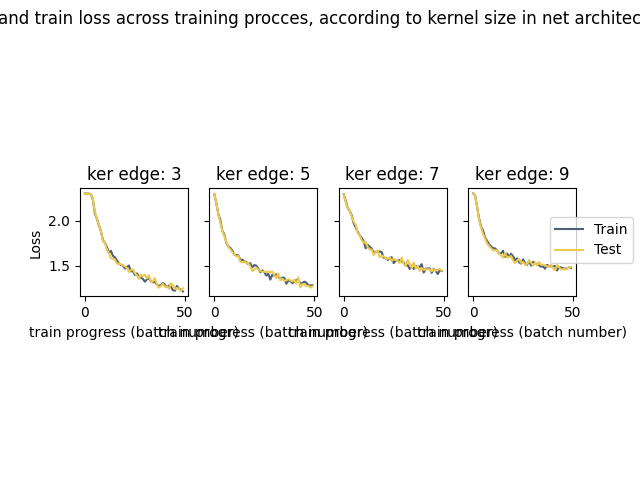 and train loss across training procces, according to kernel size in net architec
ker edge: 3
ker edge: 5
ker edge: 7
ker edge: 9
Loss
2.0
1.5
0 50
0 50
0 50
0 50
train progress (batch number)
train progress (batch number)
train progress (batch number)
train progress (batch number)
Train
Test